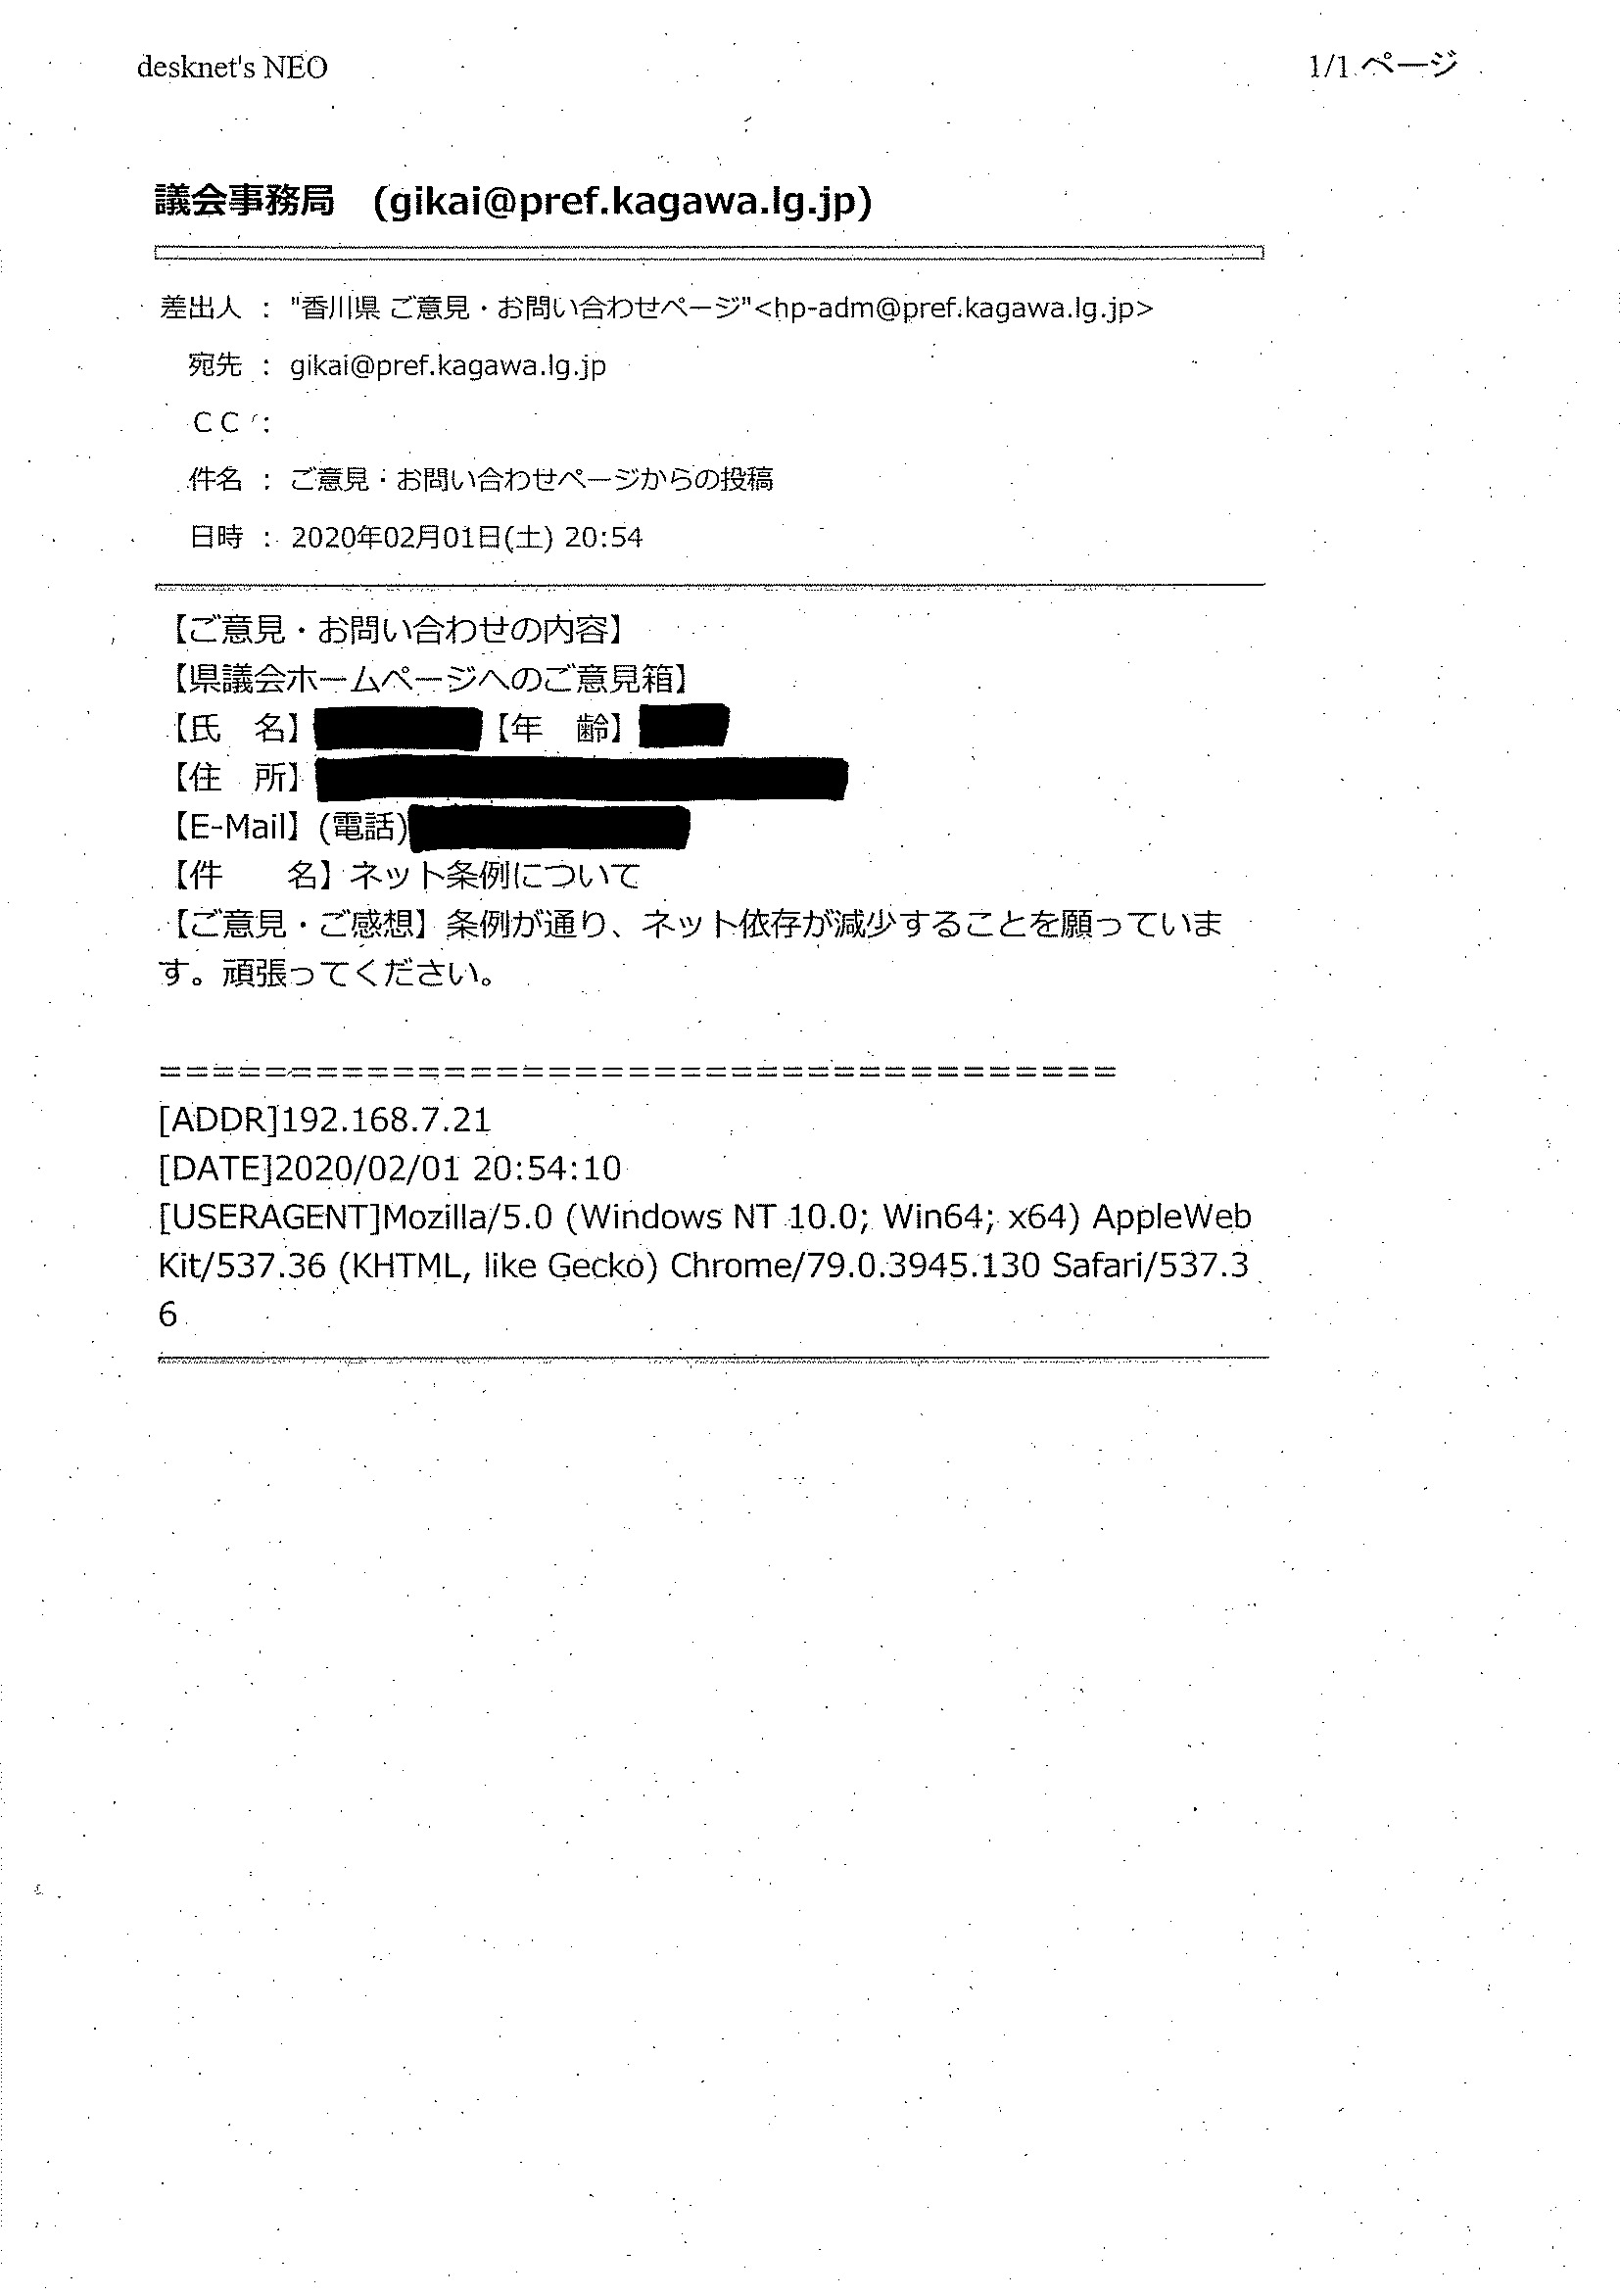 desknet's NEO
1/1 ページ
議会事務局　(gikai@pref.kagawa.lg.jp)
差出人 : "香川県 ご意見・お問い合わせページ"<hp-adm@pref.kagawa.lg.jp>
宛先 : gikai@pref.kagawa.lg.jp
ＣＣ :
件名 : ご意見・お問い合わせページからの投稿
日時 : 2020年02月01日(土) 20:54
【ご意見・お問い合わせの内容】
【県議会ホームページへのご意見箱】
【氏　名】 【年　齢】
【住　所】
【E-Mail】(電話)
【件　　名】ネット条例について
【ご意見・ご感想】条例が通り、ネット依存が減少することを願っていま
す。頑張ってください。
=====================================
[ADDR]192.168.7.21
[DATE]2020/02/01 20:54:10
[USERAGENT]Mozilla/5.0 (Windows NT 10.0; Win64; x64) AppleWeb
Kit/537.36 (KHTML, like Gecko) Chrome/79.0.3945.130 Safari/537.3
6